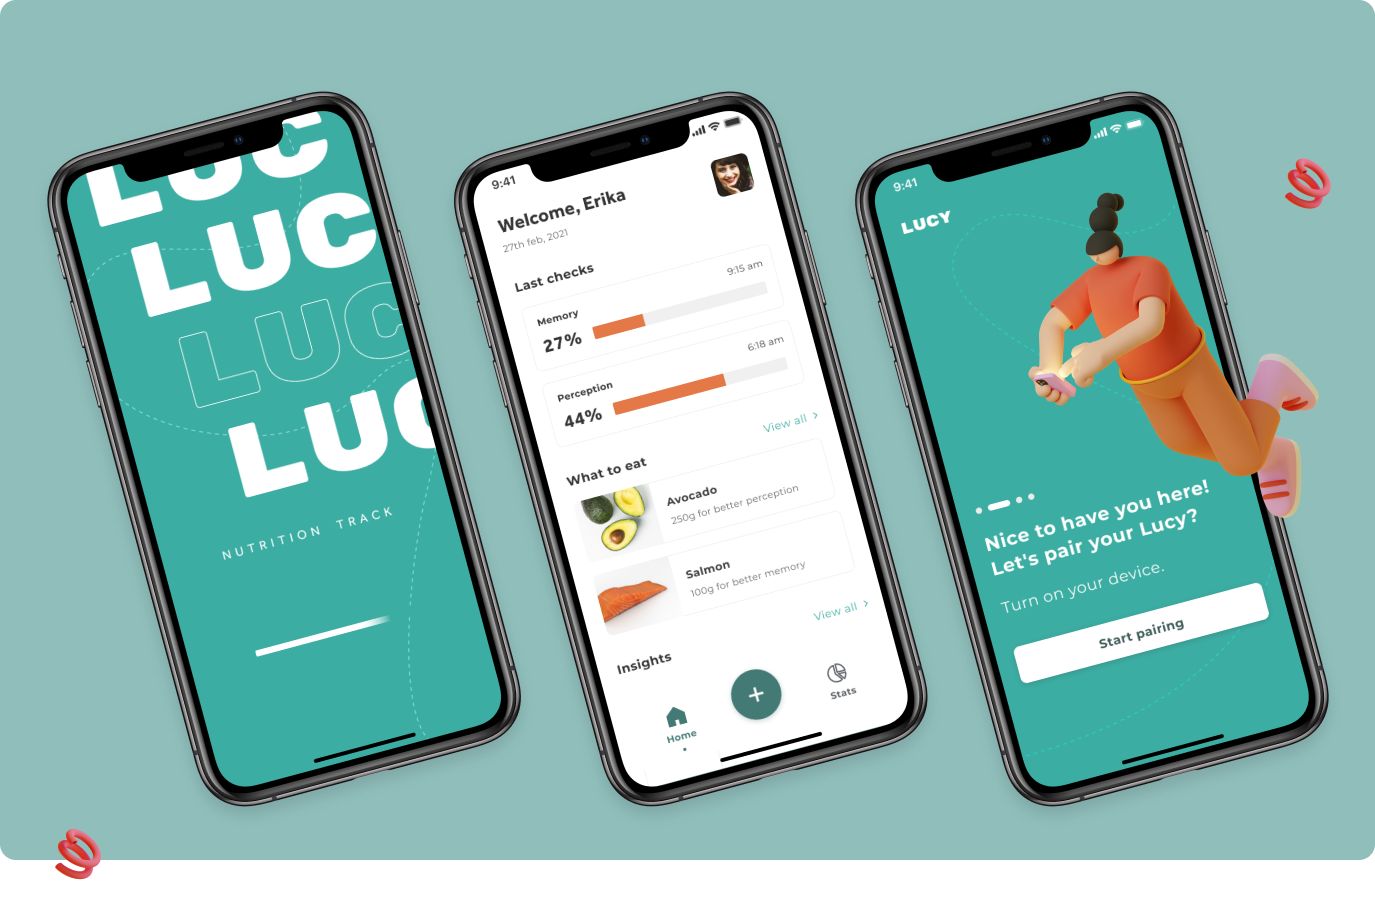 LUC
LUC
LUC
LUC
NUTRITION TRACK
9:41
Welcome, Erika
27th feb, 2021
Last checks
9:15 am
Memory
27%
6:18 am
Perception
44%
View all
What to eat
Avocado
250g for better perception
Salmon
100g for better memory
View all
Insights
Home
Stats
9:41
LUCY
Nice to have you here!
Let's pair your Lucy?
Turn on your device.
Start pairing